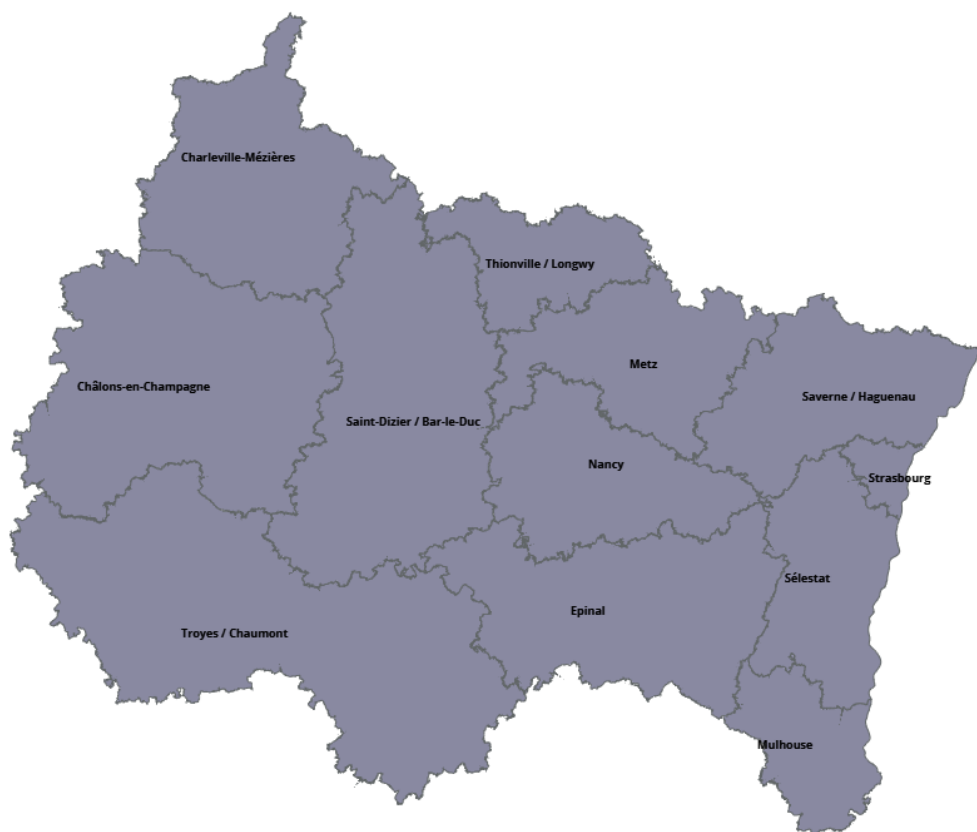 Charleville-Mézières
Thionville / Longwy
Metz
Châlons-en-Champagne
Saverne / Haguenau
Saint-Dizier / Bar-le-Duc
Nancy
Strasbourg
Sélestat
Epinal
Troyes / Chaumont
Mulhouse